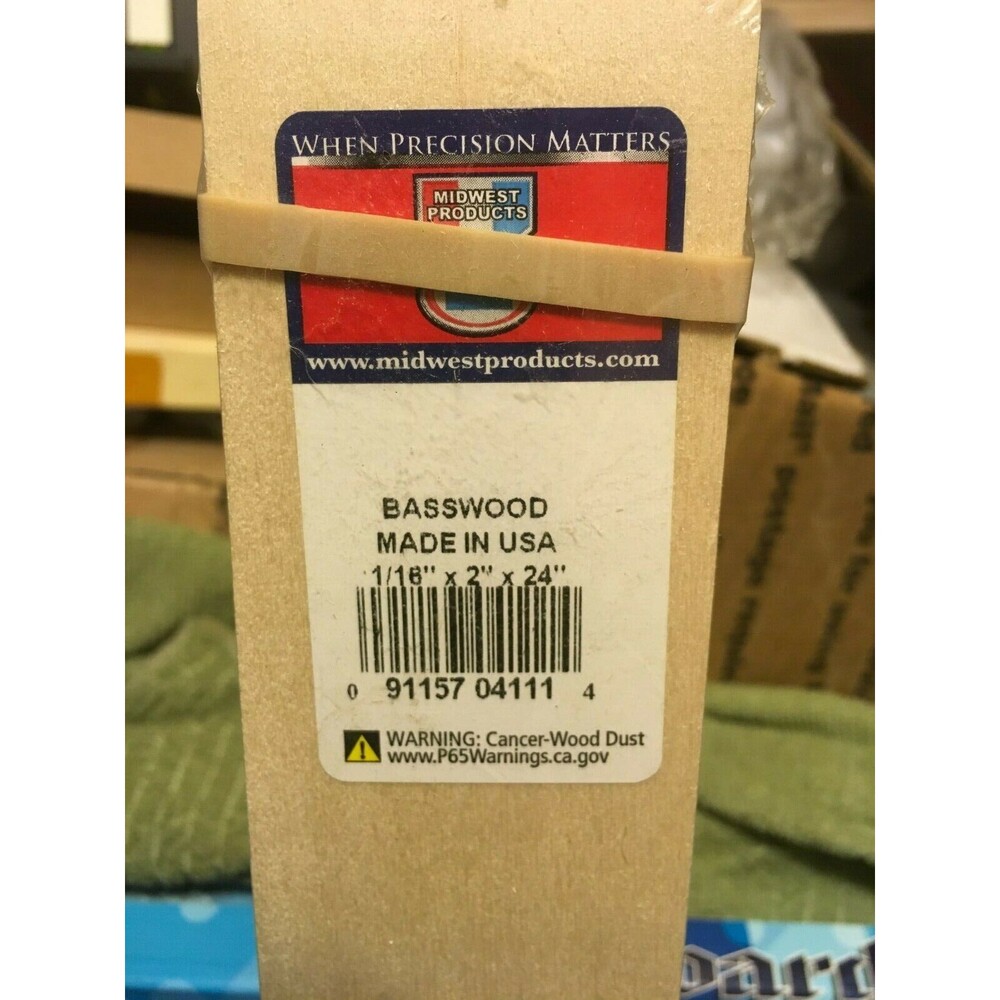 WHEN PRECISION MATTERS
MIDWEST
PRODUCTS
www.midwestproducts.com
BASSWOOD
MADE IN USA
1/16" x 2" x 24"
0 91157 04111 4
WARNING: Cancer-Wood Dust
www.P65Warnings.ca.gov
postage